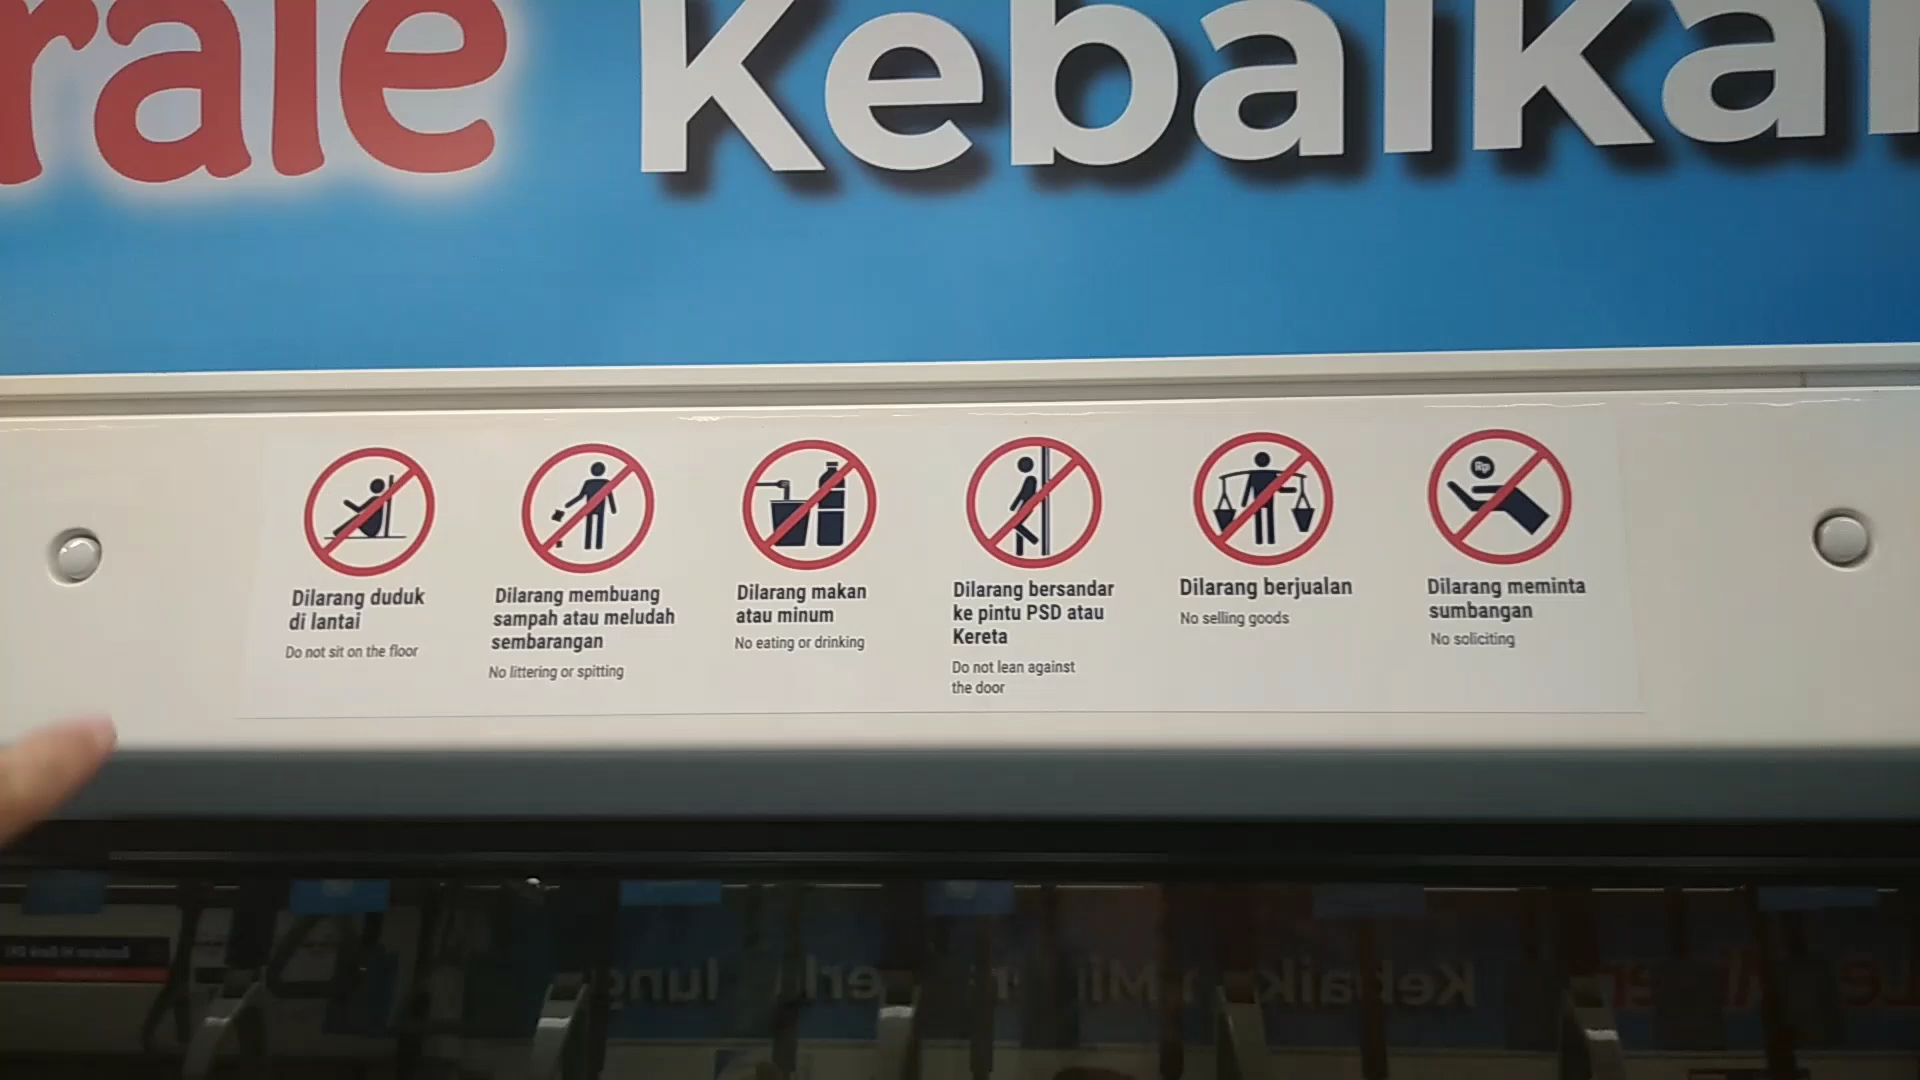 rale Kebaika
Rp
Dilarang duduk
di lantai
Do not sit on the floor
Dilarang membuang
sampah atau meludah
sembarangan
No littering or spitting
Dilarang makan
atau minum
No eating or drinking
Dilarang bersandar
ke pintu PSD atau
Kereta
Do not lean against
the door
Dilarang berjualan
No selling goods
Dilarang meminta
sumbangan
No soliciting